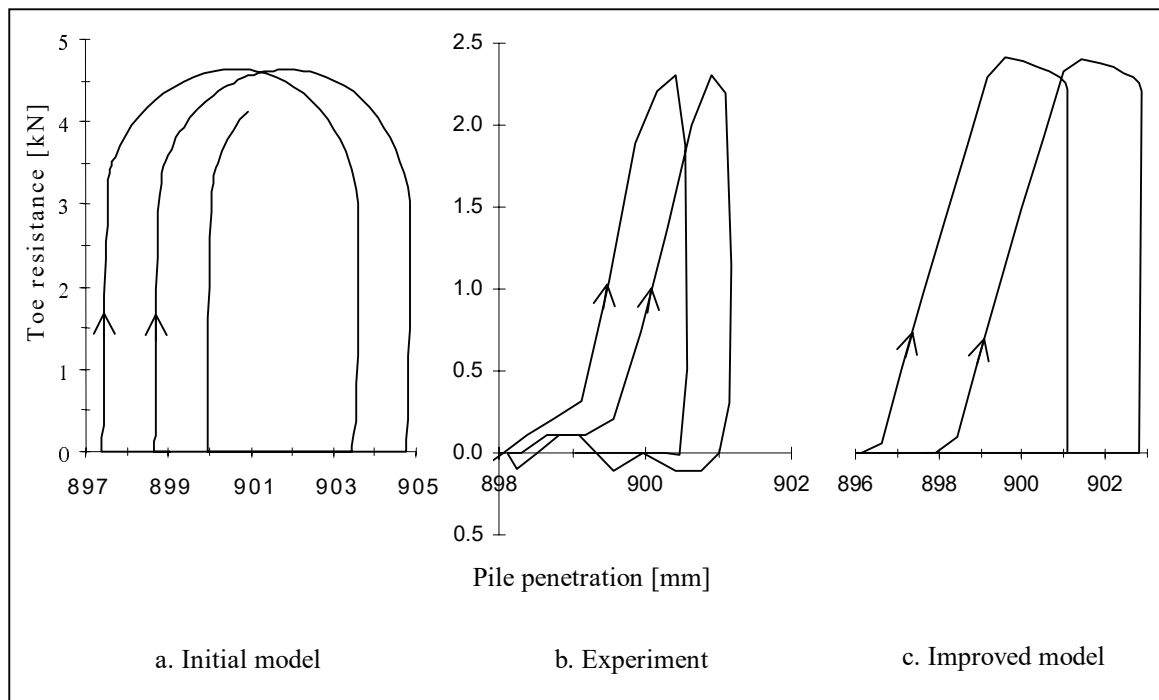 Toe resistance [kN]
5
4
3
2
1
0
897 899 901 903 905
2.5
2.0
1.5
1.0
0.5
0.0
0.5
898 900 902
896 898 900 902
Pile penetration [mm]
a. Initial model
b. Experiment
c. Improved model